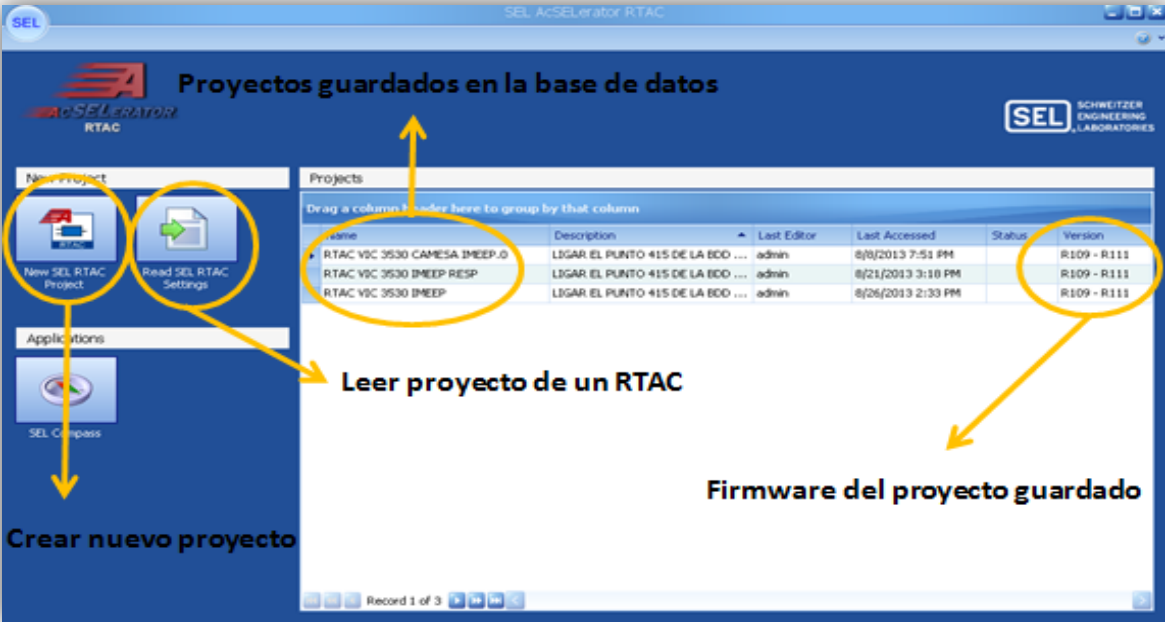 SEL
SEL AcSELerator RTAC
Proyectos guardados en la base de datos
ACSELERATOR
RTAC
SEL SCHWEITZER
ENGINEERING
LABORATORIES
New Project
Projects
Drag a column header here to group by that column
Name Description Last Editor Last Accessed Status Version
RTAC VIC 3530 CAMESA IMEEP.0 LIGAR EL PUNTO 415 DE LA BDD ... admin 8/8/2013 7:51 PM R109 - R111
RTAC VIC 3530 IMEEP RESP LIGAR EL PUNTO 415 DE LA BDD ... admin 8/21/2013 3:18 PM R109 - R111
RTAC VIC 3530 IMEEP LIGAR EL PUNTO 415 DE LA BDD ... admin 8/26/2013 2:33 PM R109 - R111
RTAC
New SEL RTAC
Project
Read SEL RTAC
Settings
Applications
Leer proyecto de un RTAC
SEL Compass
Firmware del proyecto guardado
Crear nuevo proyecto
Record 1 of 3